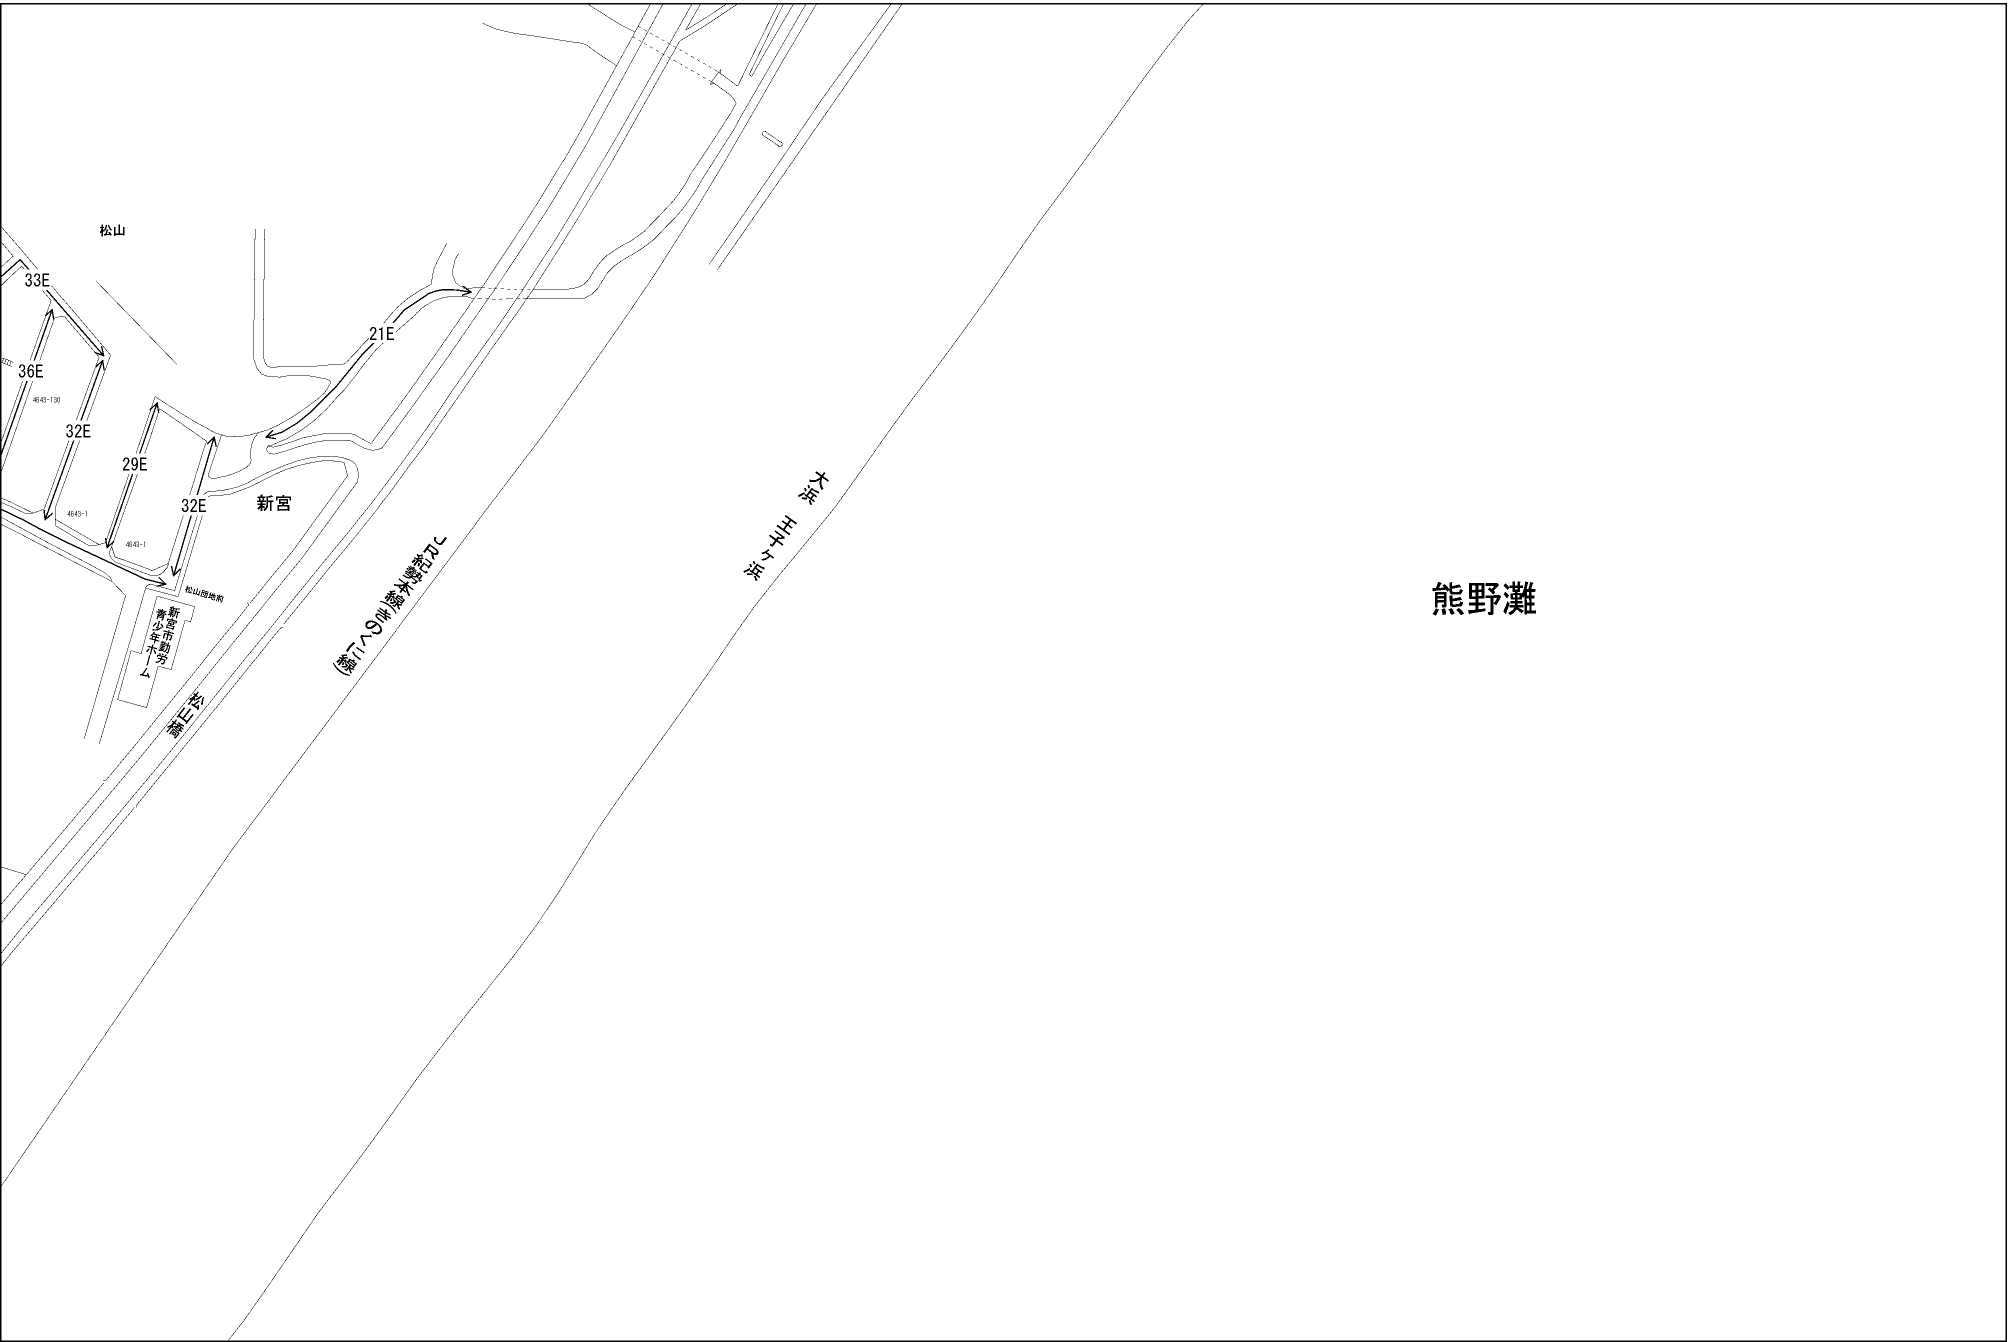 松山
33E
21E
36E
4643-130
32E
29E
32E
新宮
4643-1
4643-1
大浜 王子ヶ浜
JR紀勢本線(きのくに線)
松山団地前
新宮市勤労
青少年ホーム
熊野灘
松山橋